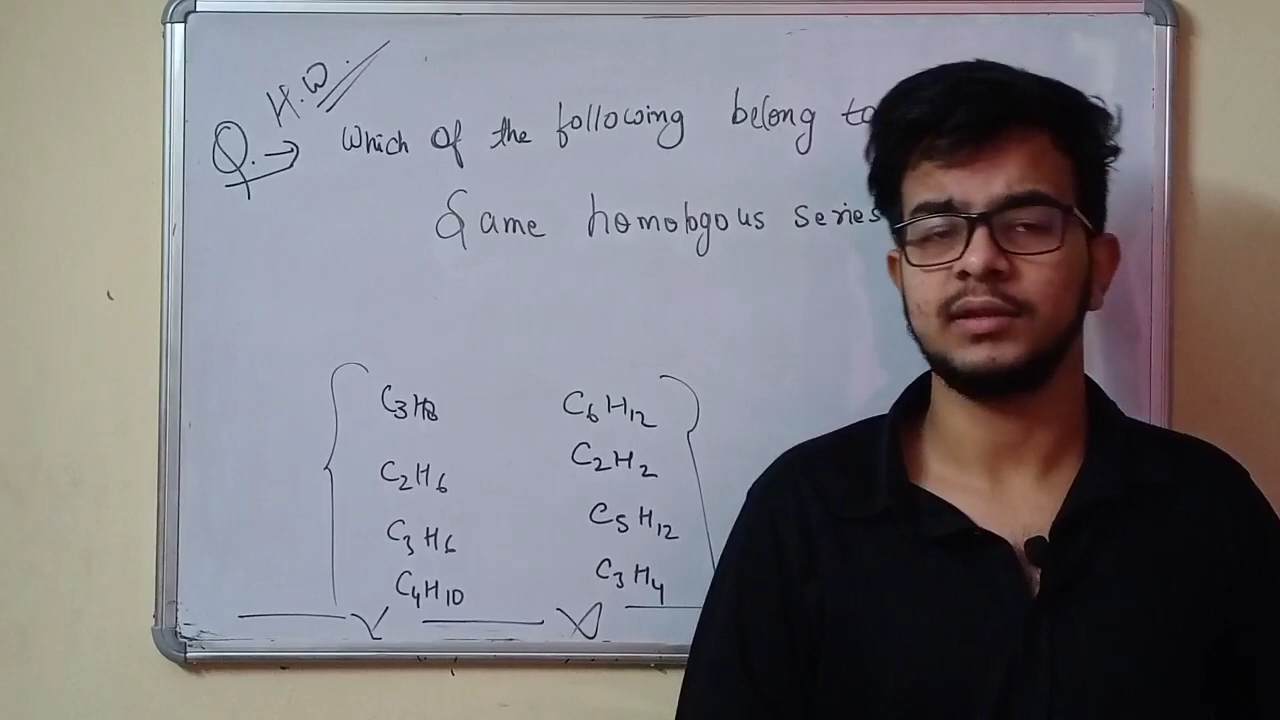 H.W.
Q. → Which of the following belong to
Same homologous series
C3H8 C6H12
C2H6 C2H2
C3H6 C5H12
C4H10 C3H4